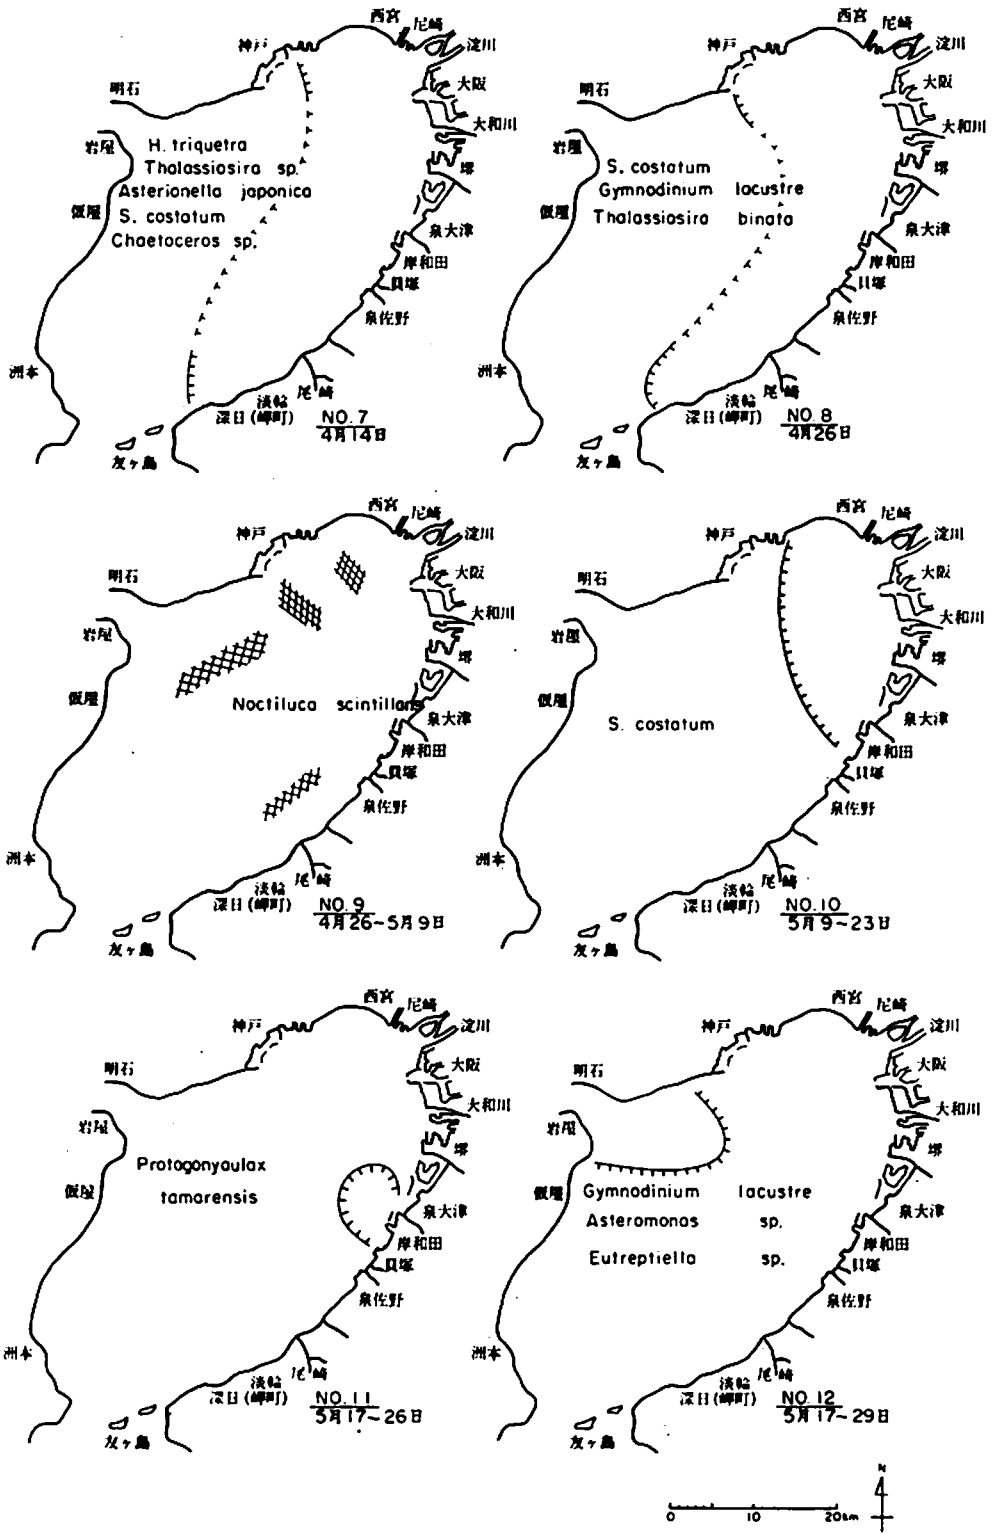 西宮 尼崎
神戸 淀川
明石 大阪
大和川
岩屋 堺
H. triquetra
Thalassiosira sp.
Asterionella japonica
仮屋 S. costatum
Chaetoceros sp.
泉大津
岸和田
貝塚
泉佐野
洲本
尾崎
淡輪
深日(岬町)
NO.7
4月14日
友ヶ島
西宮 尼崎
神戸 淀川
明石 大阪
大和川
岩屋 堺
S. costatum
Gymnodinium lacustre
仮屋 Thalassiosira binata
泉大津
岸和田
貝塚
泉佐野
洲本
尾崎
淡輪
深日(岬町)
NO.8
4月26日
友ヶ島
西宮 尼崎
神戸 淀川
明石 大阪
大和川
岩屋 堺
仮屋
Noctiluca scintillans
泉大津
岸和田
貝塚
泉佐野
洲本
尾崎
淡輪
深日(岬町)
NO.9
4月26~5月9日
友ヶ島
西宮 尼崎
神戸 淀川
明石 大阪
大和川
岩屋 堺
仮屋
S. costatum
泉大津
岸和田
貝塚
泉佐野
洲本
尾崎
淡輪
深日(岬町)
NO.10
5月9~23日
友ヶ島
西宮 尼崎
神戸 淀川
明石 大阪
大和川
岩屋 堺
Protogonyaulax
仮屋 tamarensis
泉大津
岸和田
貝塚
泉佐野
洲本
尾崎
淡輪
深日(岬町)
NO.11
5月17~26日
友ヶ島
西宮 尼崎
神戸 淀川
明石 大阪
大和川
岩屋 堺
仮屋 Gymnodinium lacustre
Asteromonas sp.
泉大津
岸和田
Eutreptiella sp.
貝塚
泉佐野
洲本
尾崎
淡輪
深日(岬町)
NO.12
5月17~29日
友ヶ島
N
0 10 20km